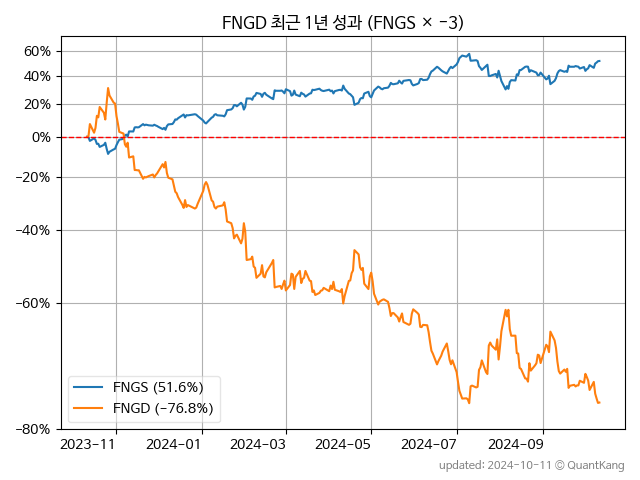 FNGD 최근 1년 성과 (FNGS × −3)
60%
40%
20%
0%
−20%
−40%
−60%
−80%
FNGS (51.6%)
FNGD (−76.8%)
2023-11 2024-01 2024-03 2024-05 2024-07 2024-09
updated: 2024-10-11 © QuantKang